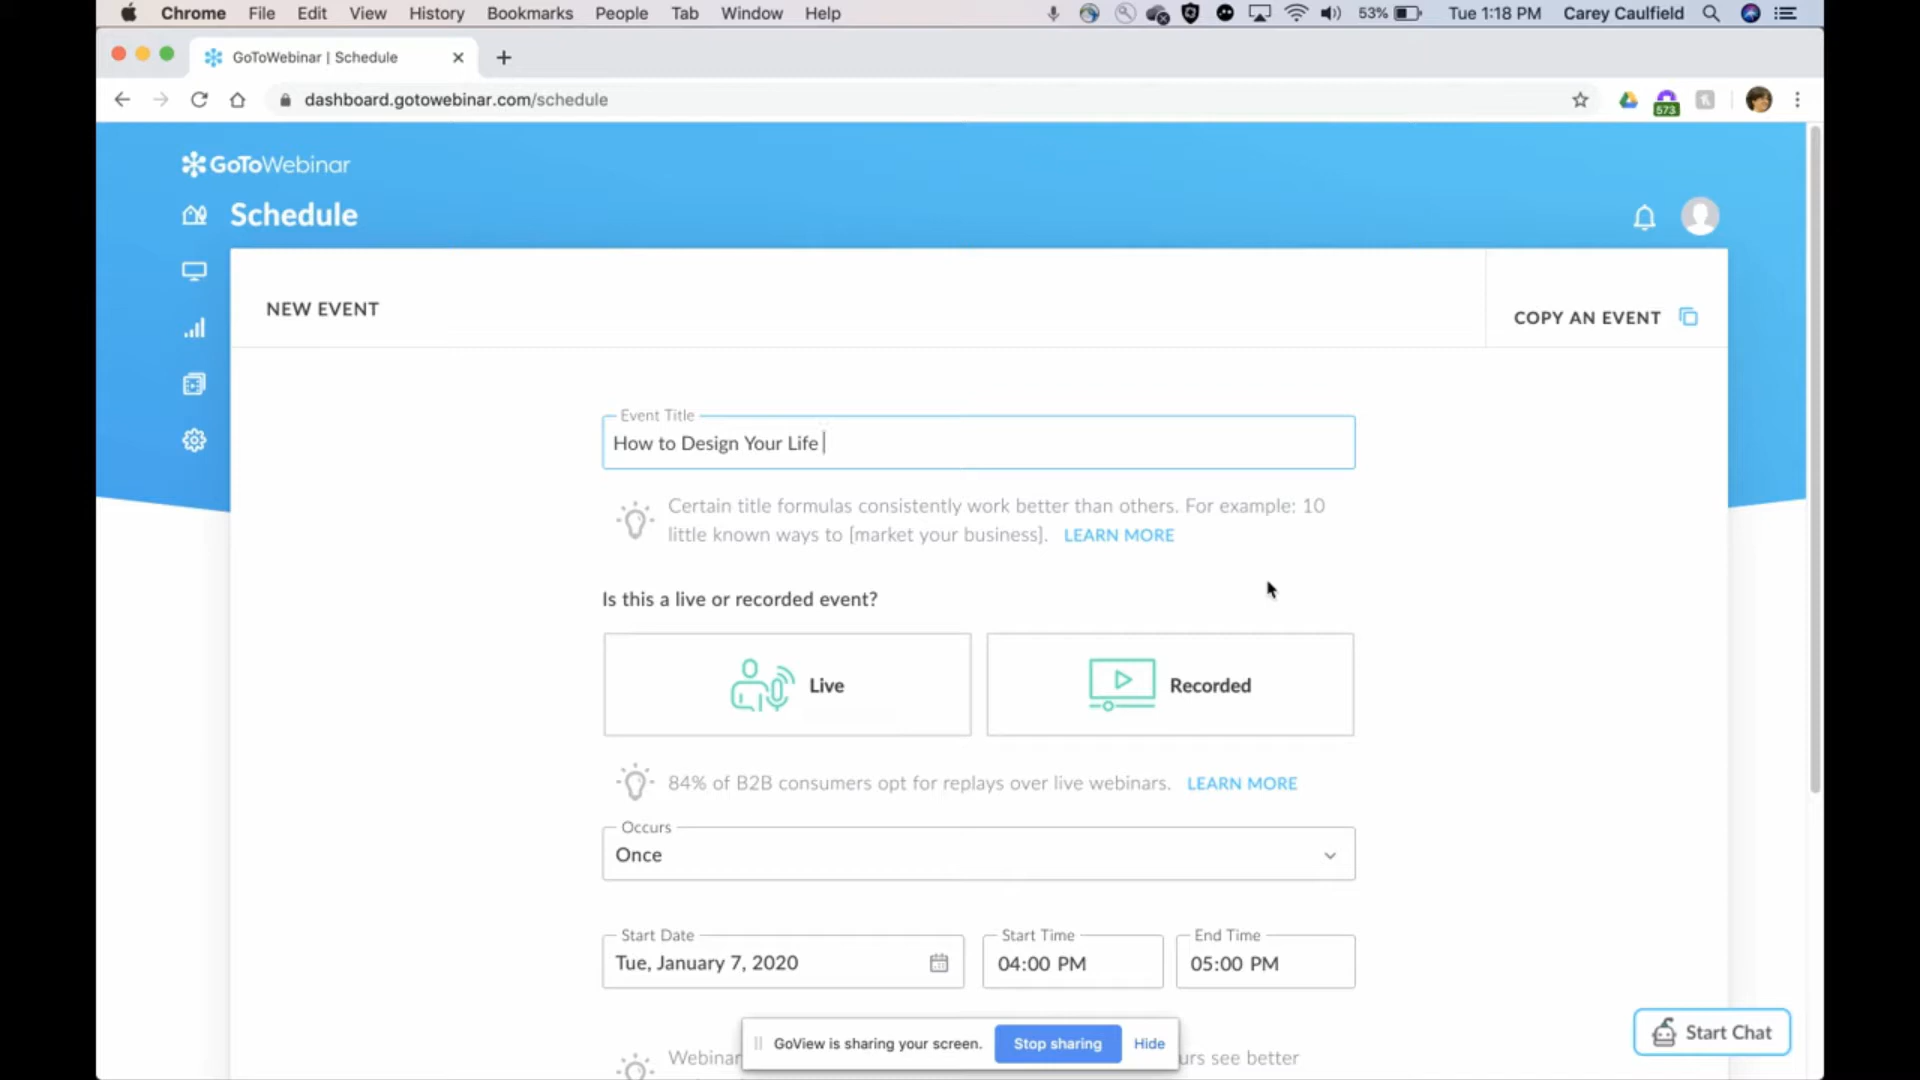 Chrome File Edit View History Bookmarks People Tab Window Help 53% Tue 1:18 PM Carey Caulfield
GoToWebinar | Schedule
dashboard.gotowebinar.com/schedule
573
GoToWebinar
Schedule
NEW EVENT
COPY AN EVENT
Event Title
How to Design Your Life
Certain title formulas consistently work better than others. For example: 10
little known ways to [market your business]. LEARN MORE
Is this a live or recorded event?
Live
Recorded
84% of B2B consumers opt for replays over live webinars. LEARN MORE
Occurs
Once
Start Date
Tue, January 7, 2020
Start Time
04:00 PM
End Time
05:00 PM
GoView is sharing your screen. Stop sharing Hide
Webinar urs see better
Start Chat